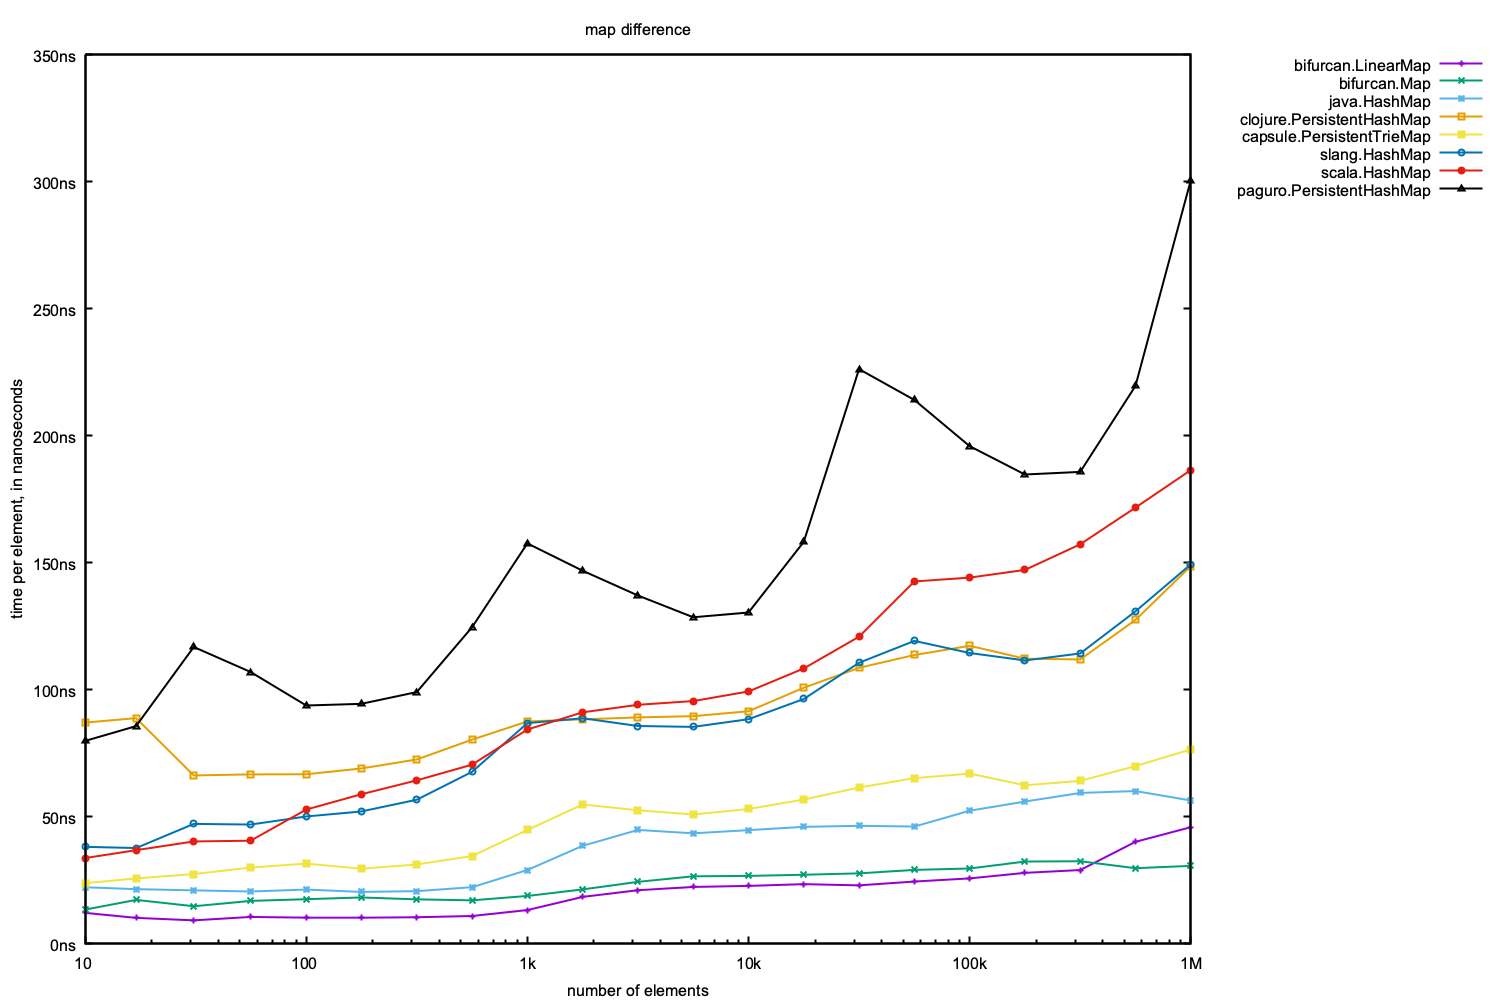 map difference
350ns
300ns
250ns
200ns
150ns
100ns
50ns
0ns
time per element, in nanoseconds
10
100
1k
10k
100k
1M
number of elements
bifurcan.LinearMap
bifurcan.Map
java.HashMap
clojure.PersistentHashMap
capsule.PersistentTrieMap
slang.HashMap
scala.HashMap
paguro.PersistentHashMap